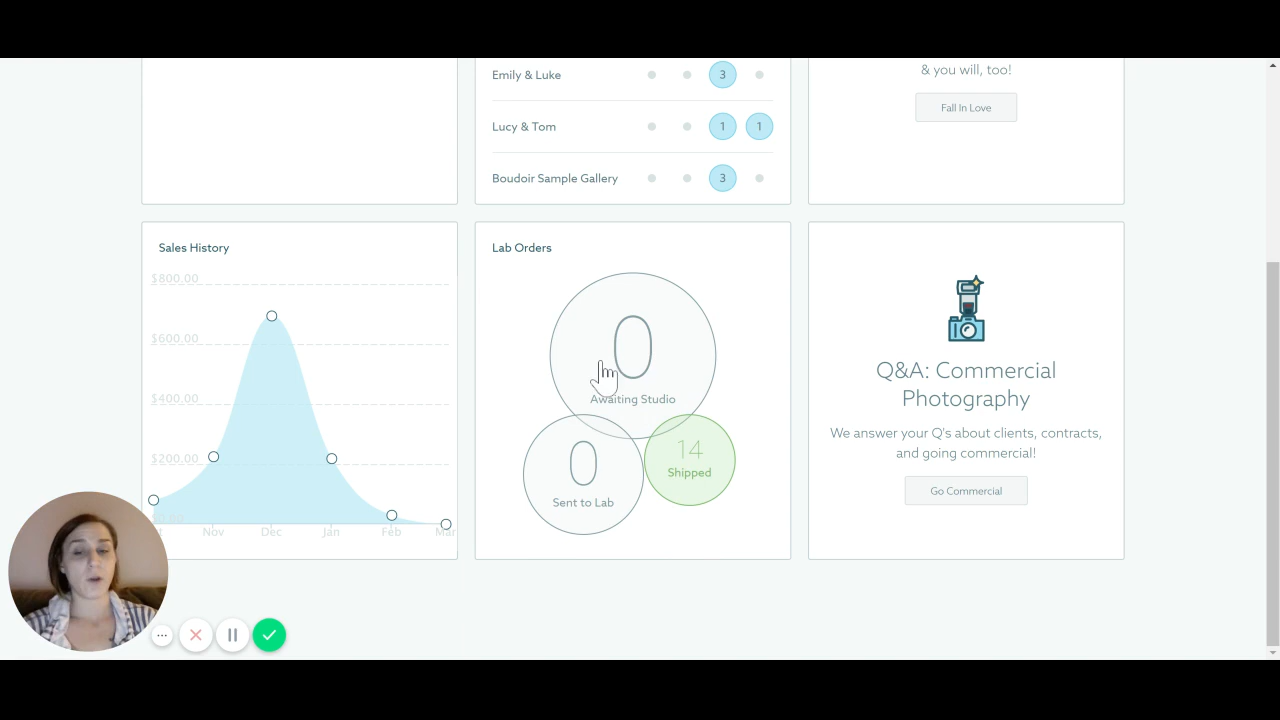 Emily & Luke
3
Lucy & Tom
1
1
Boudoir Sample Gallery
3
& you will, too!
Fall In Love
Sales History
$800.00
$600.00
$400.00
$200.00
Nov
Dec
Jan
Feb
Mar
Lab Orders
0
Awaiting Studio
0
Sent to Lab
14
Shipped
Q&A: Commercial
Photography
We answer your Q's about clients, contracts,
and going commercial!
Go Commercial